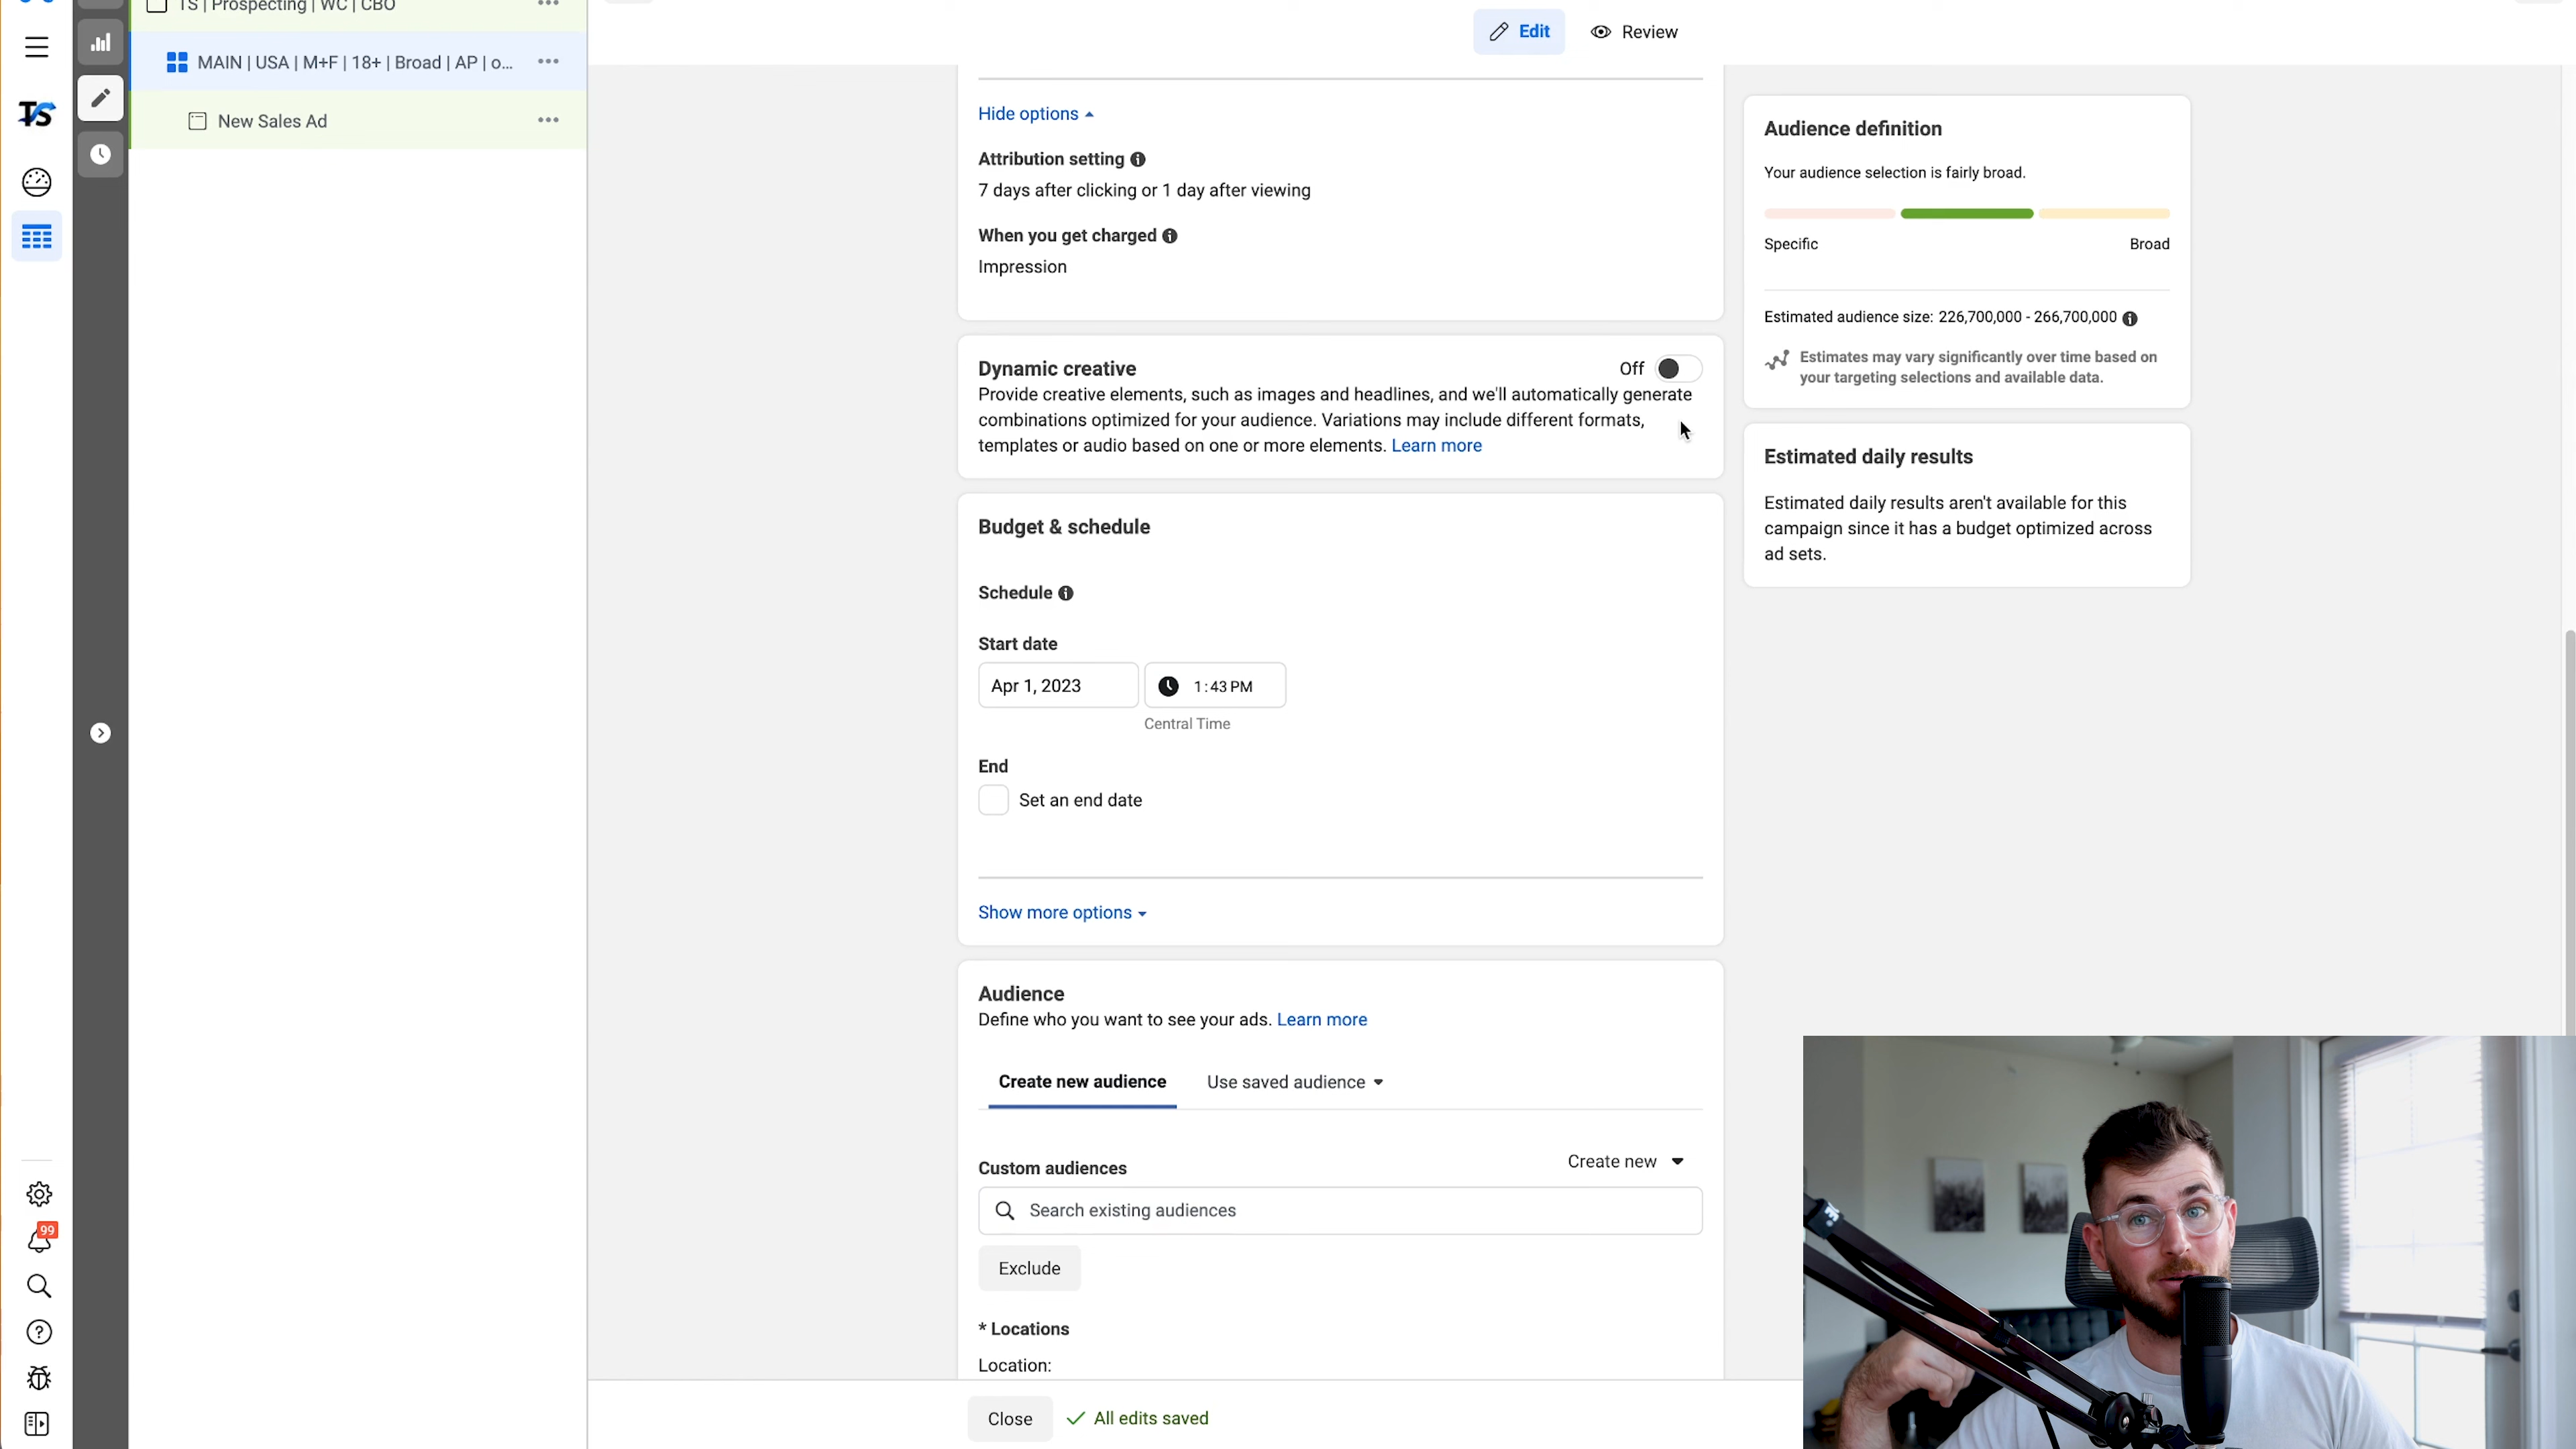 TS | Prospecting | WC | CBO
Edit
Review
MAIN | USA | M+F | 18+ | Broad | AP | o...
TS
New Sales Ad
Hide options
Attribution setting
7 days after clicking or 1 day after viewing
When you get charged
Impression
Audience definition
Your audience selection is fairly broad.
Specific
Broad
Estimated audience size: 226,700,000 - 266,700,000
Estimates may vary significantly over time based on
your targeting selections and available data.
Dynamic creative
Off
Provide creative elements, such as images and headlines, and we'll automatically generate
combinations optimized for your audience. Variations may include different formats,
templates or audio based on one or more elements. Learn more
Estimated daily results
Estimated daily results aren't available for this
campaign since it has a budget optimized across
ad sets.
Budget & schedule
Schedule
Start date
Apr 1, 2023
1:43 PM
Central Time
End
Set an end date
Show more options
Audience
Define who you want to see your ads. Learn more
Create new audience
Use saved audience
Custom audiences
Create new
Search existing audiences
Exclude
* Locations
Location:
99
Close
All edits saved